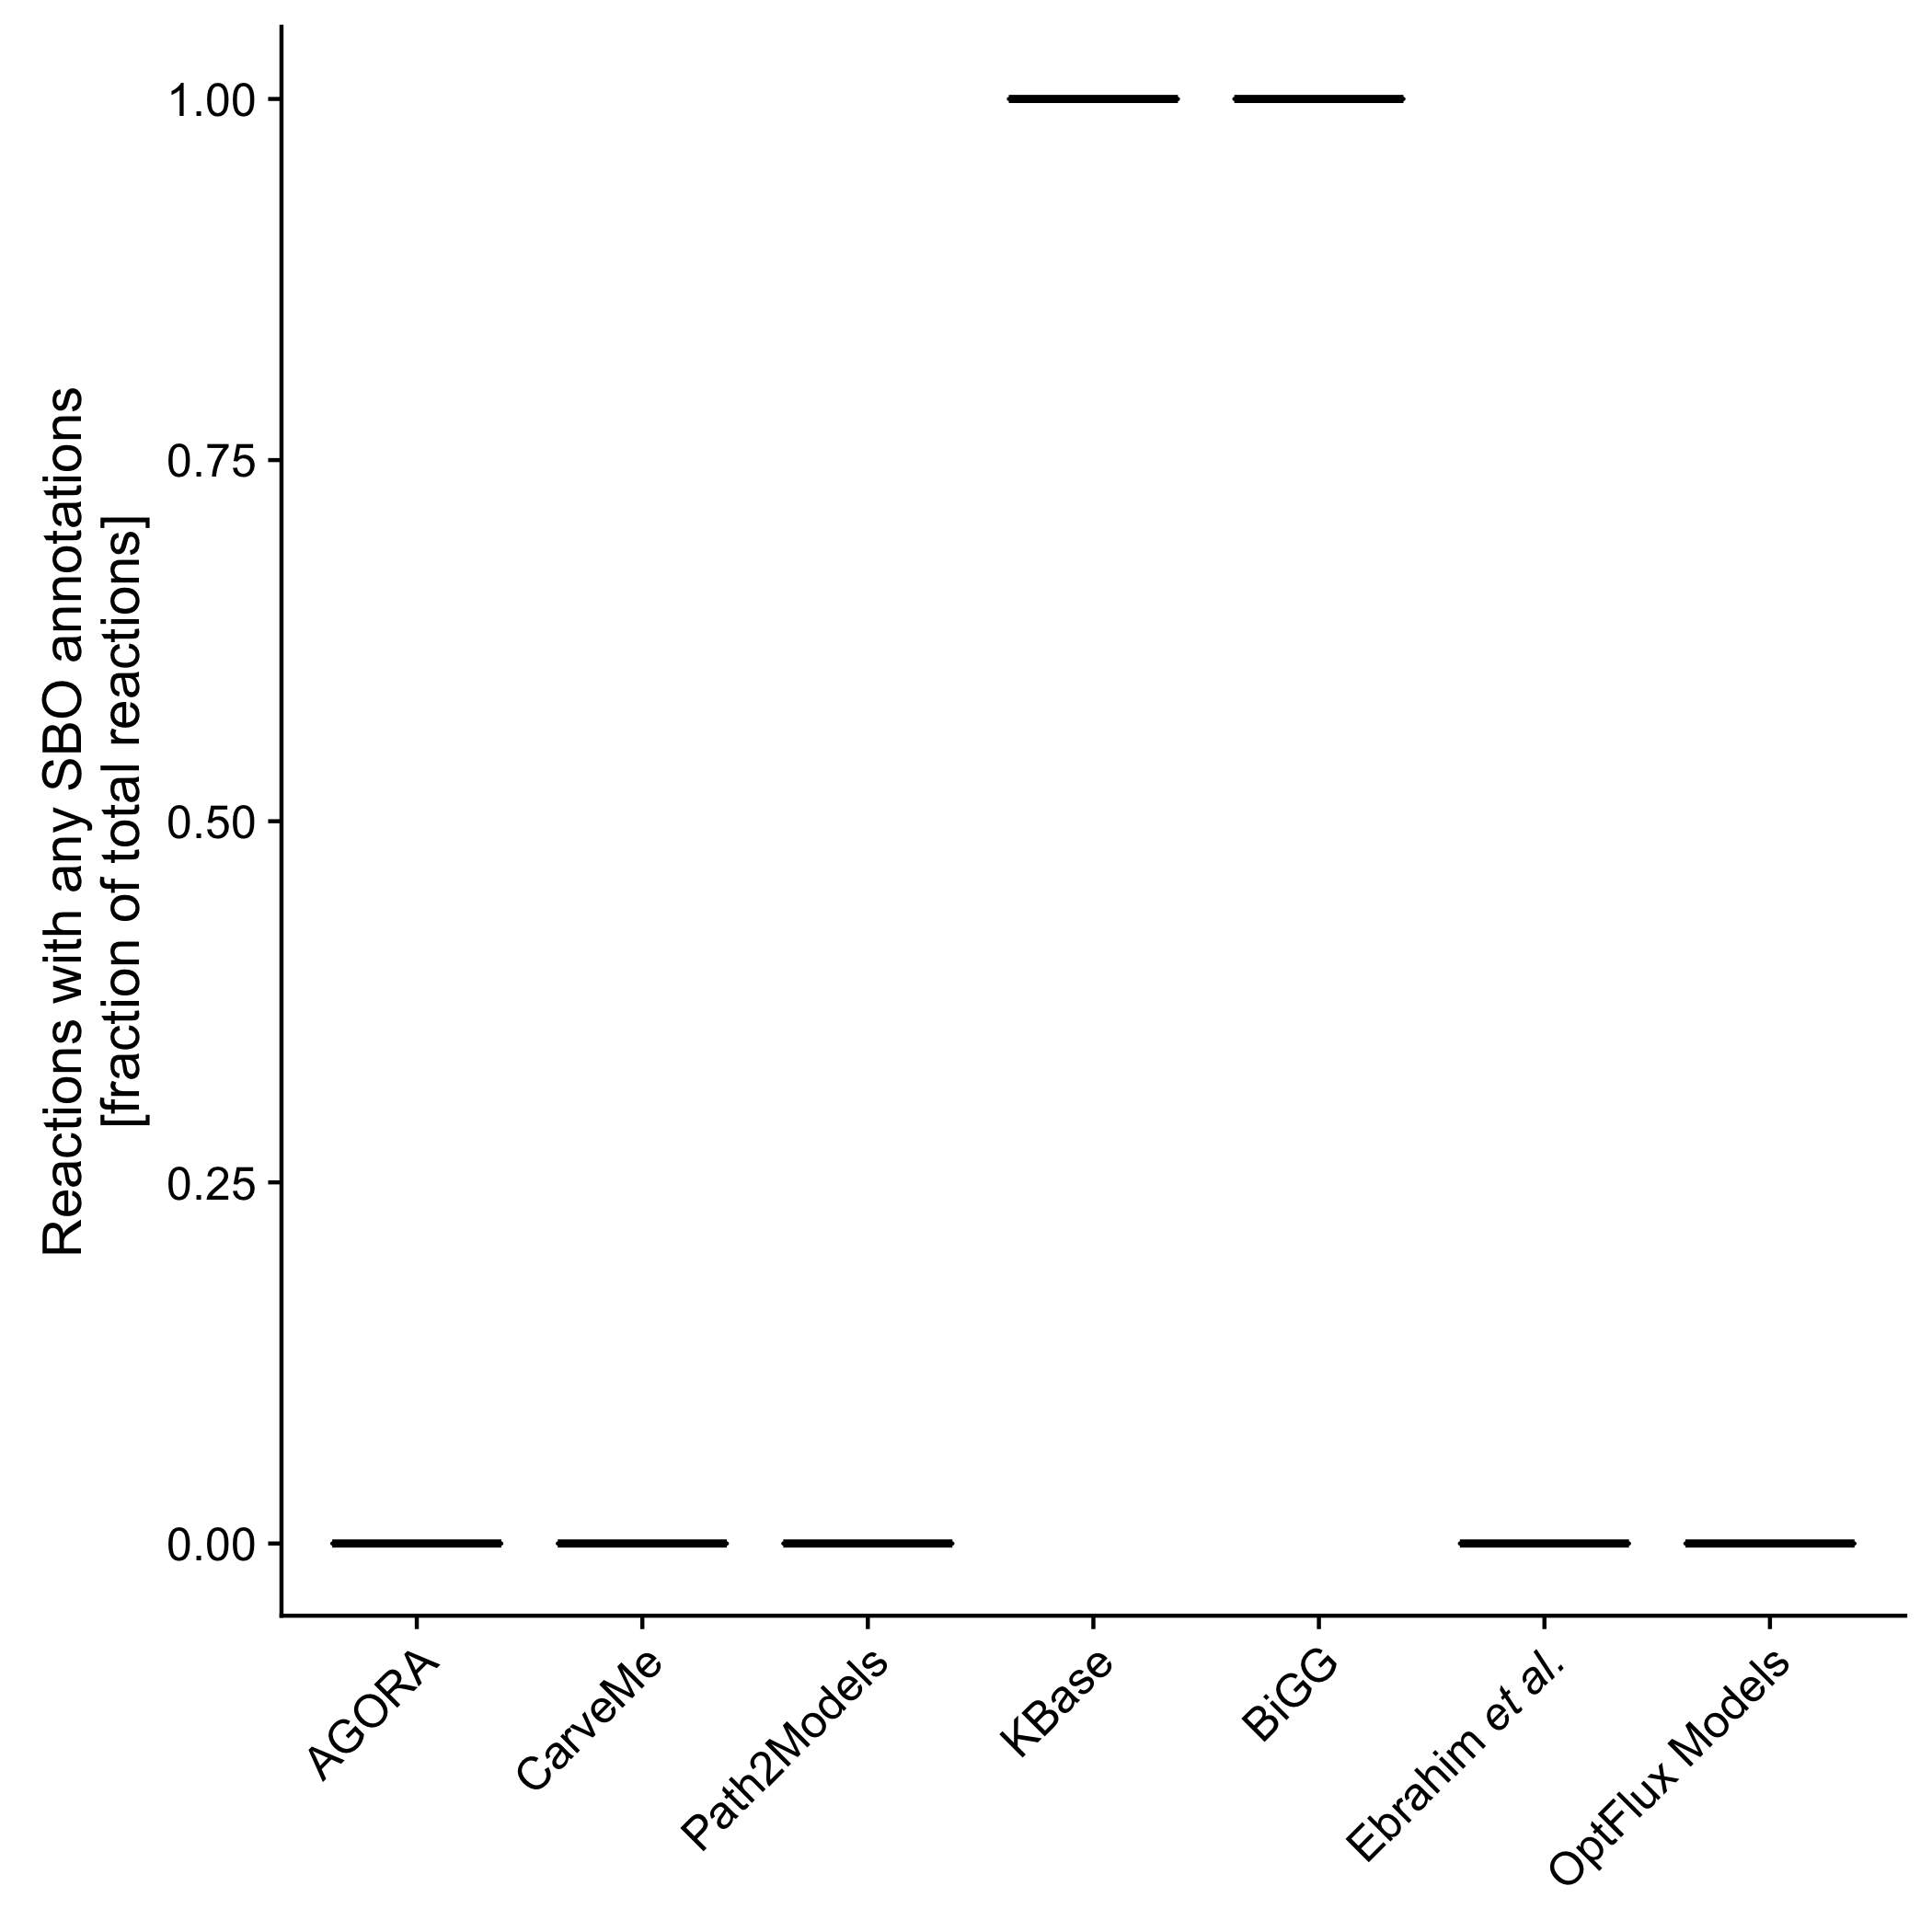 Reactions with any SBO annotations
[fraction of total reactions]
1.00
0.75
0.50
0.25
0.00
AGORA
CarveMe
Path2Models
KBase
BiGG
Ebrahim et al.
OptFlux Models